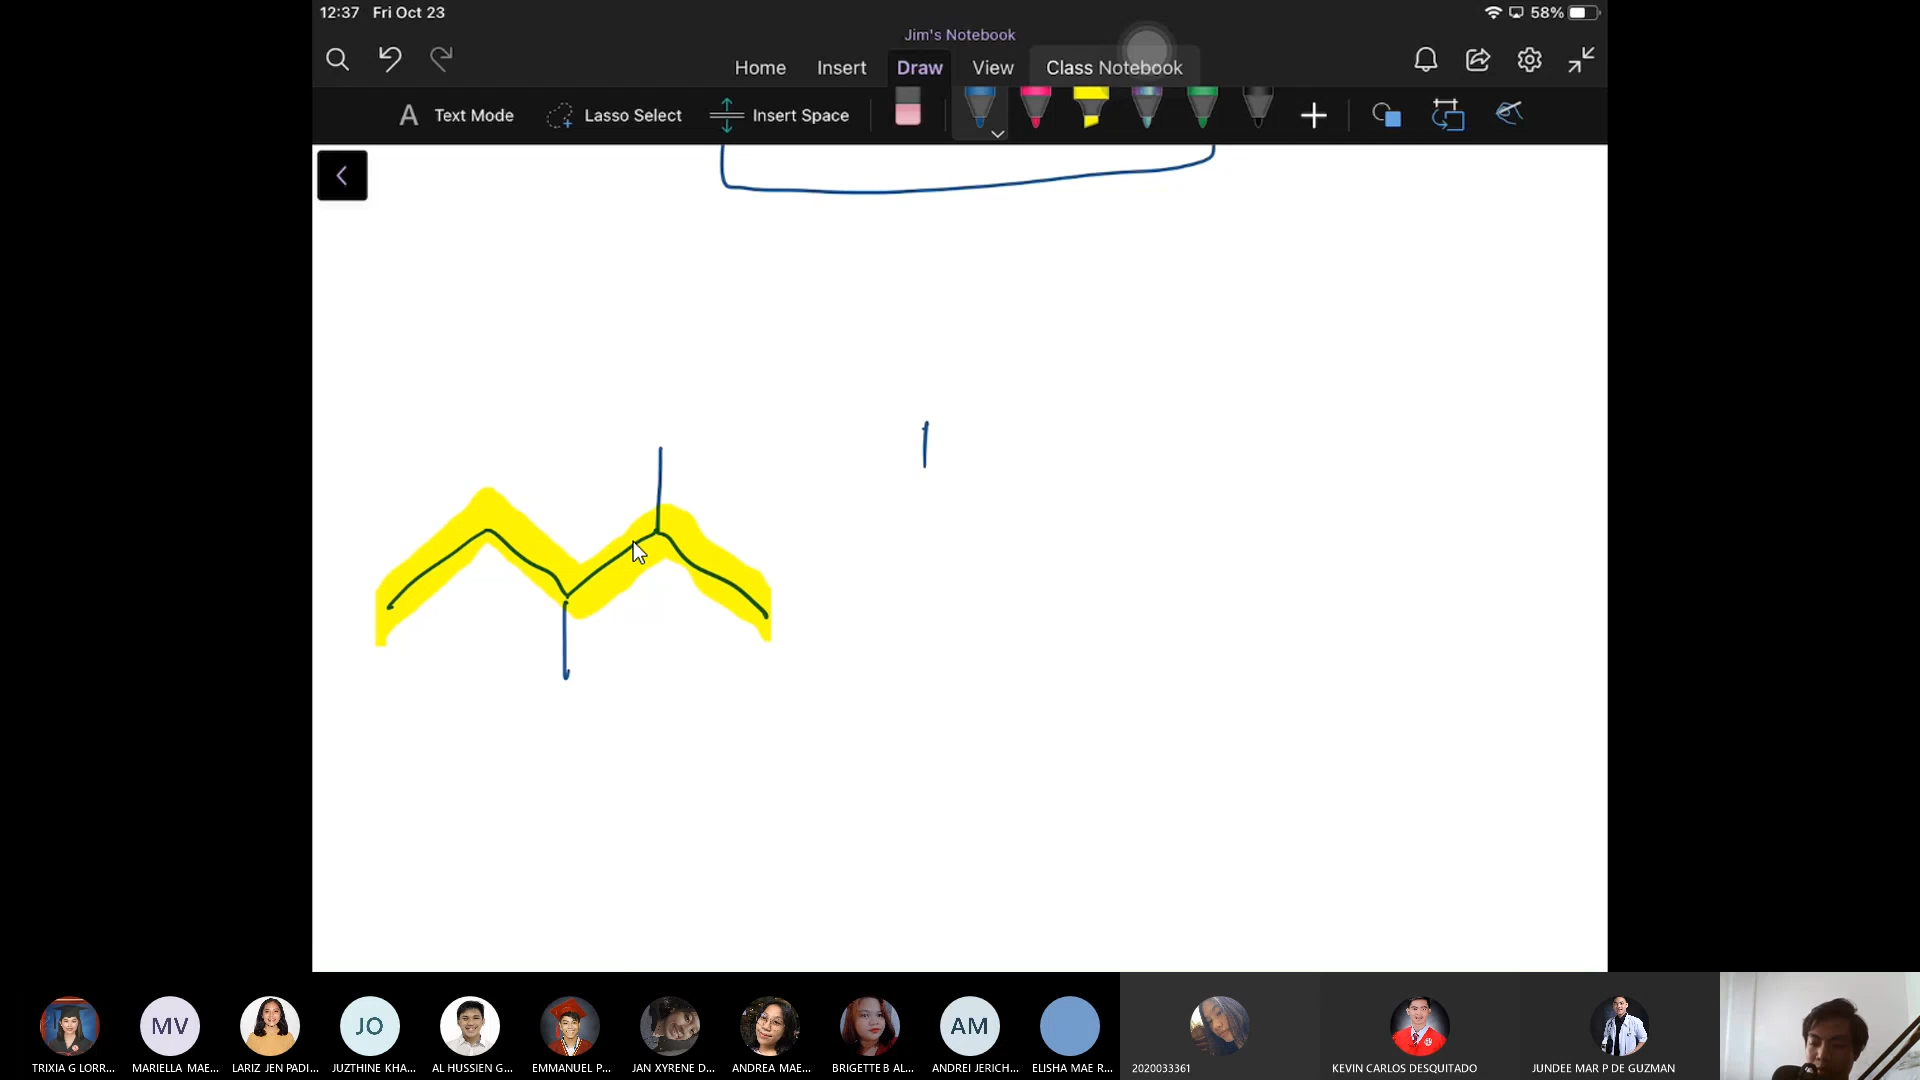 12:37 Fri Oct 23 58%
Jim's Notebook
Home Insert Draw View Class Notebook
A Text Mode Lasso Select Insert Space
MV JO AM
TRIXIA G LORR... MARIELLA MAE... LARIZ JEN PADI... JUZTHINE KHA... AL HUSSIEN G... EMMANUEL P... JAN XYRENE D... ANDREA MAE... BRIGETTE B AL... ANDREI JERICH... ELISHA MAE R... 2020033361 KEVIN CARLOS DESQUITADO JUNDEE MAR P DE GUZMAN